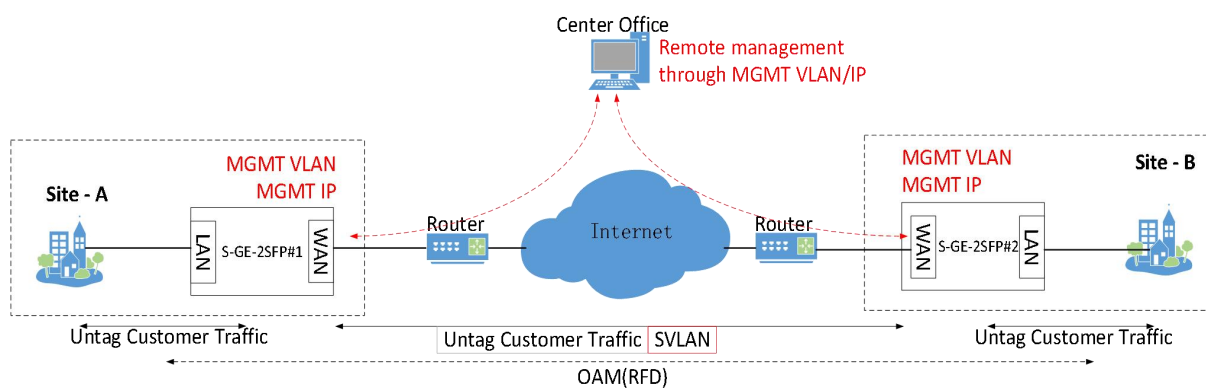 Center Office
Remote management
through MGMT VLAN/IP
MGMT VLAN
MGMT IP
Site - A
LAN
S-GE-2SFP#1
WAN
Router
Internet
Router
MGMT VLAN
MGMT IP
Site - B
WAN
S-GE-2SFP#2
LAN
Untag Customer Traffic
Untag Customer Traffic SVLAN
Untag Customer Traffic
OAM(RFD)